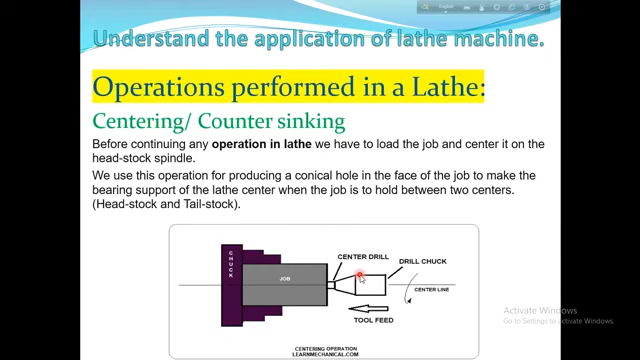 English
Understand the application of lathe machine.
Operations performed in a Lathe:
Centering/ Counter sinking
Before continuing any operation in lathe we have to load the job and center it on the
head-stock spindle.
We use this operation for producing a conical hole in the face of the job to make the
bearing support of the lathe center when the job is to hold between two centers.
(Head-stock and Tail-stock).
CHUCK
JOB
CENTER DRILL
DRILL CHUCK
CENTER LINE
TOOL FEED
CENTERING OPERATION
LEARNMECHANICAL.COM
Activate Windows
Go to Settings to activate Windows.